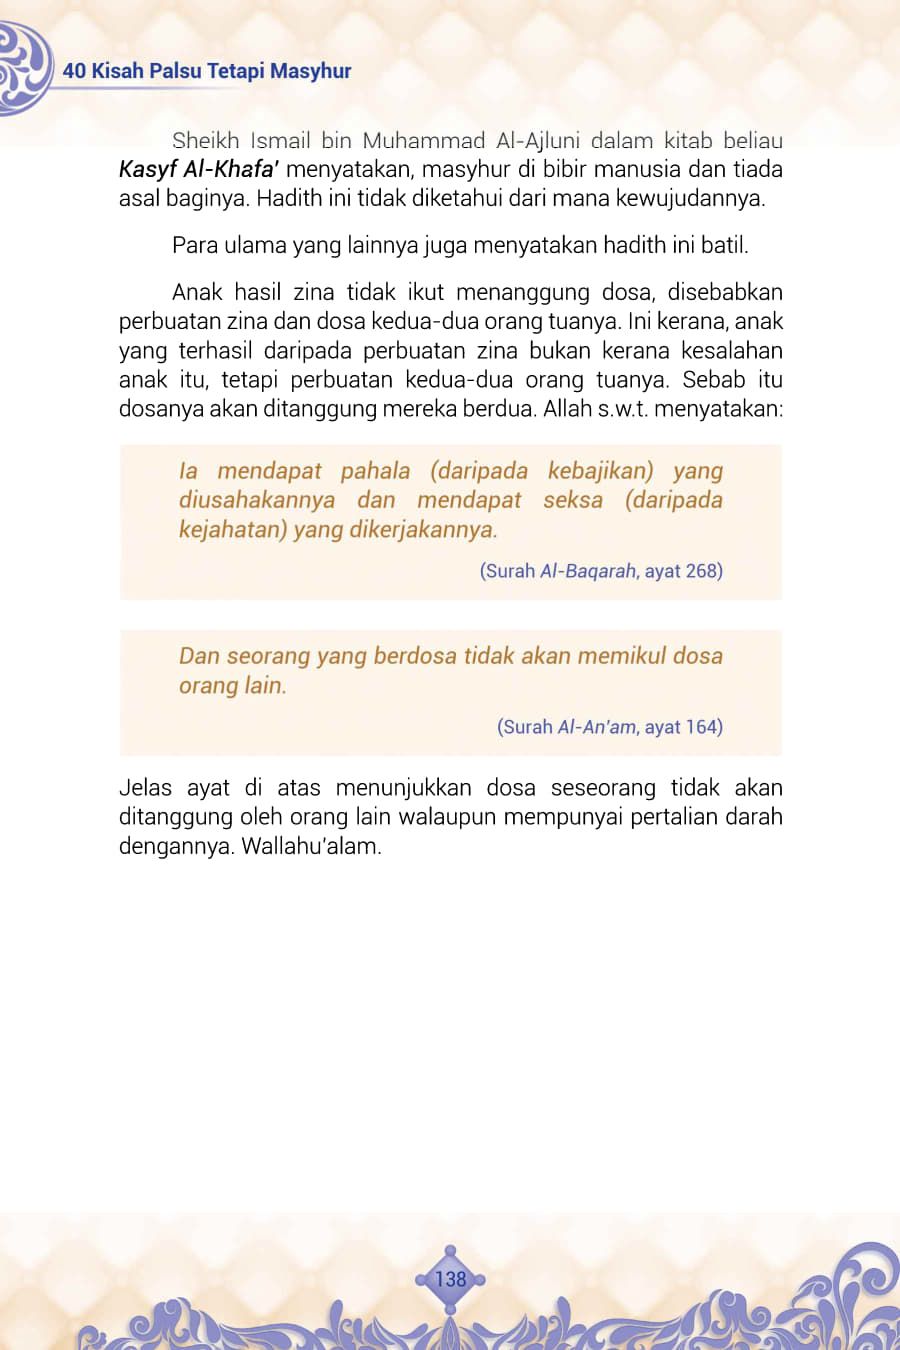 40 Kisah Palsu Tetapi Masyhur
Sheikh Ismail bin Muhammad Al-Ajluni dalam kitab beliau
Kasyf Al-Khafa’ menyatakan, masyhur di bibir manusia dan tiada
asal baginya. Hadith ini tidak diketahui dari mana kewujudannya.
Para ulama yang lainnya juga menyatakan hadith ini batil.
Anak hasil zina tidak ikut menanggung dosa, disebabkan
perbuatan zina dan dosa kedua-dua orang tuanya. Ini kerana, anak
yang terhasil daripada perbuatan zina bukan kerana kesalahan
anak itu, tetapi perbuatan kedua-dua orang tuanya. Sebab itu
dosanya akan ditanggung mereka berdua. Allah s.w.t. menyatakan:
Ia mendapat pahala (daripada kebajikan) yang
diusahakannya dan mendapat seksa (daripada
kejahatan) yang dikerjakannya.
(Surah Al-Baqarah, ayat 268)
Dan seorang yang berdosa tidak akan memikul dosa
orang lain.
(Surah Al-An’am, ayat 164)
Jelas ayat di atas menunjukkan dosa seseorang tidak akan
ditanggung oleh orang lain walaupun mempunyai pertalian darah
dengannya. Wallahu’alam.
138